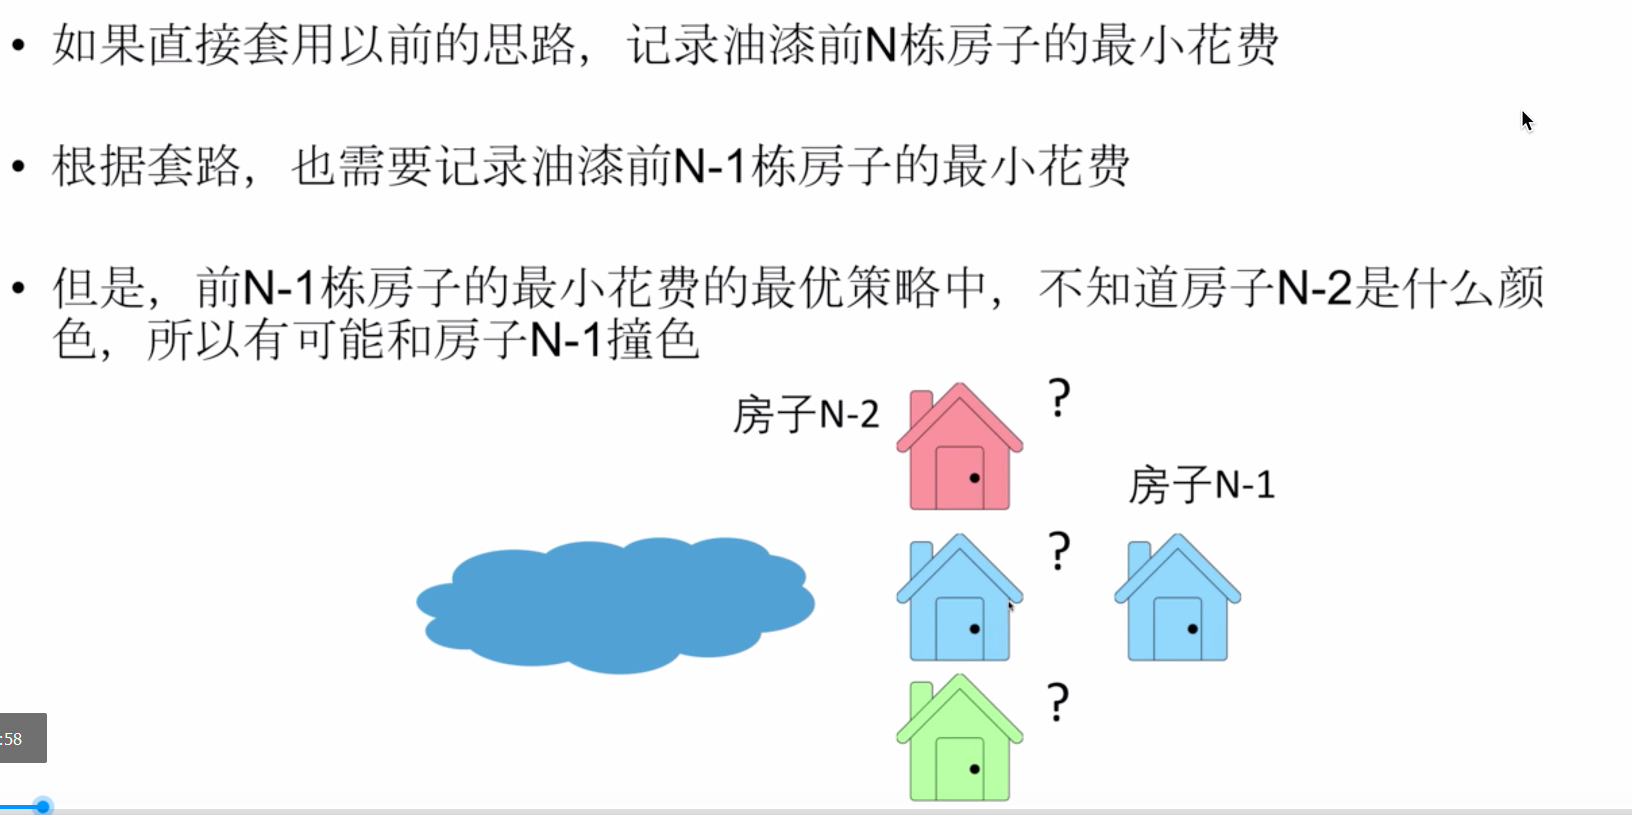 • 如果直接套用以前的思路，记录油漆前N栋房子的最小花费
• 根据套路，也需要记录油漆前N-1栋房子的最小花费
• 但是，前N-1栋房子的最小花费的最优策略中，不知道房子N-2是什么颜
色，所以有可能和房子N-1撞色
房子N-2
?
房子N-1
?
?
:58